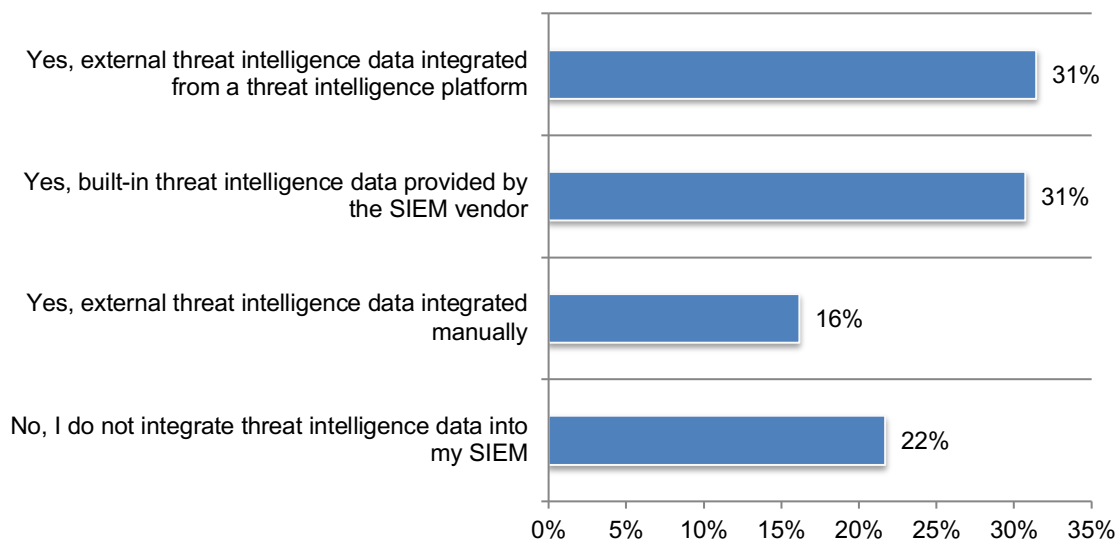 Yes, external threat intelligence data integrated
from a threat intelligence platform
31%
Yes, built-in threat intelligence data provided by
the SIEM vendor
31%
Yes, external threat intelligence data integrated
manually
16%
No, I do not integrate threat intelligence data into
my SIEM
22%
0% 5% 10% 15% 20% 25% 30% 35%